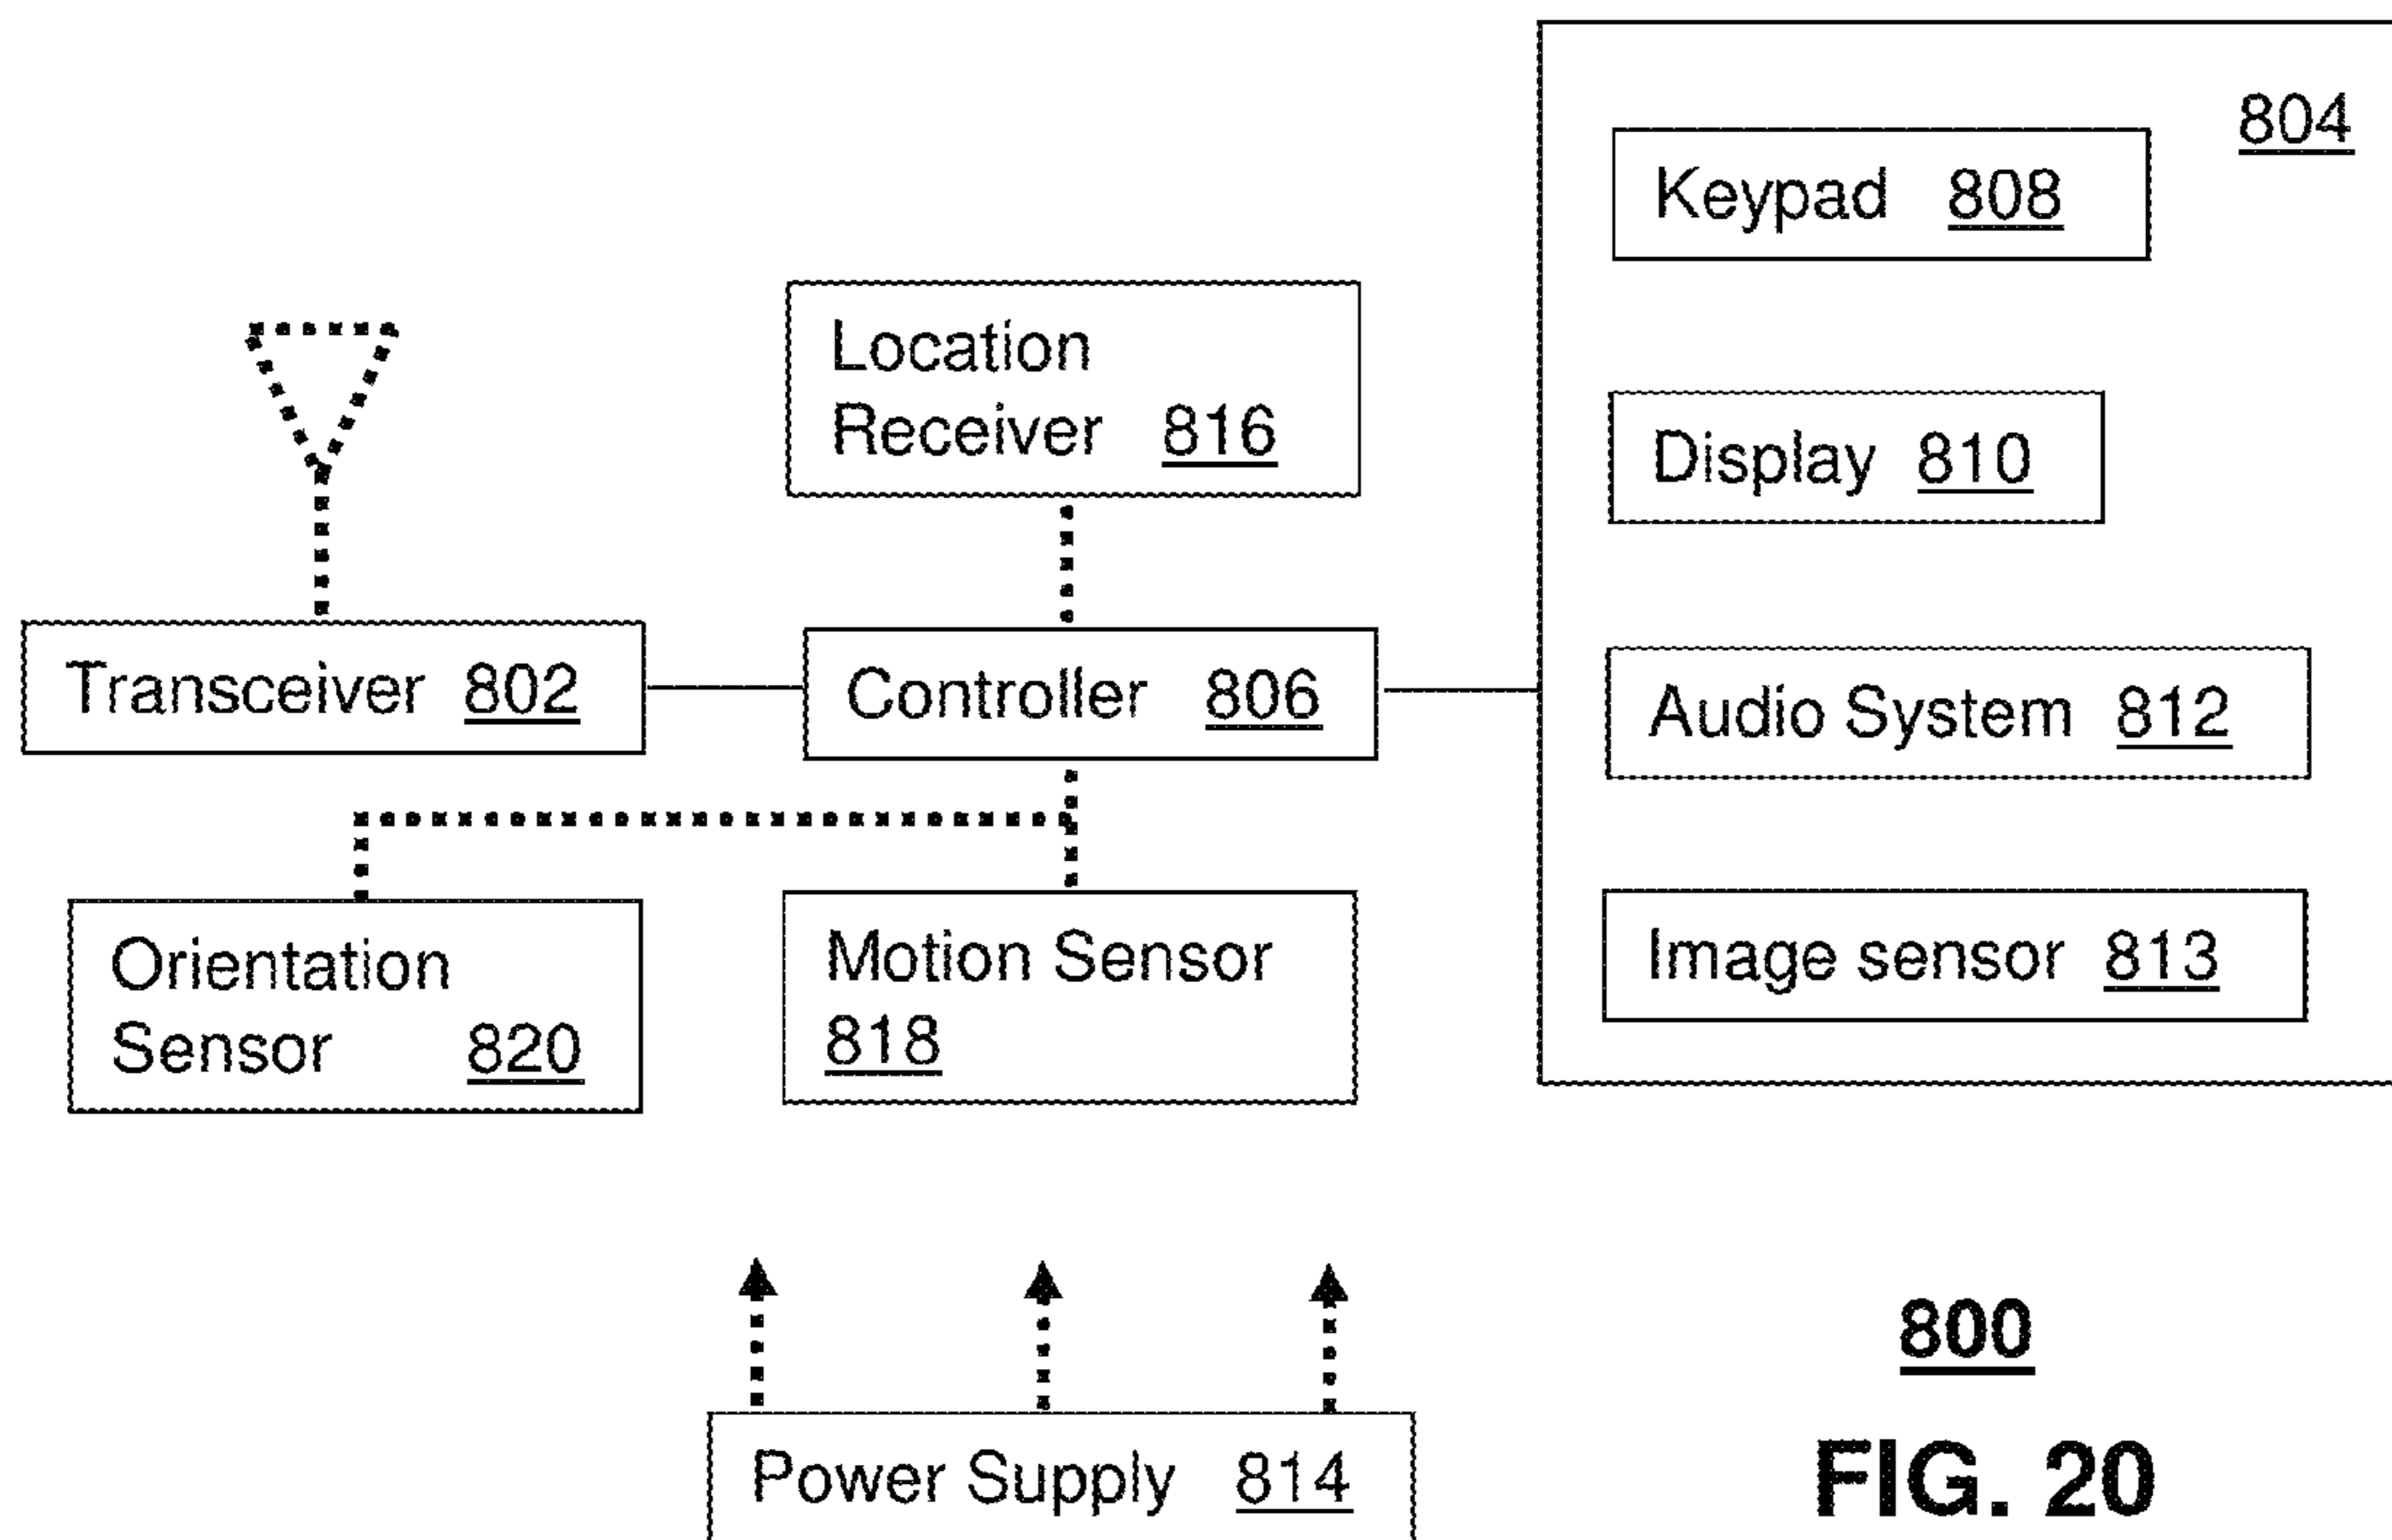 804
Keypad 808
Location
Receiver 816
Display 810
Transceiver 802
Controller 806
Audio System 812
Orientation
Sensor 820
Motion Sensor
818
Image sensor 813
800
Power Supply 814
FIG. 20